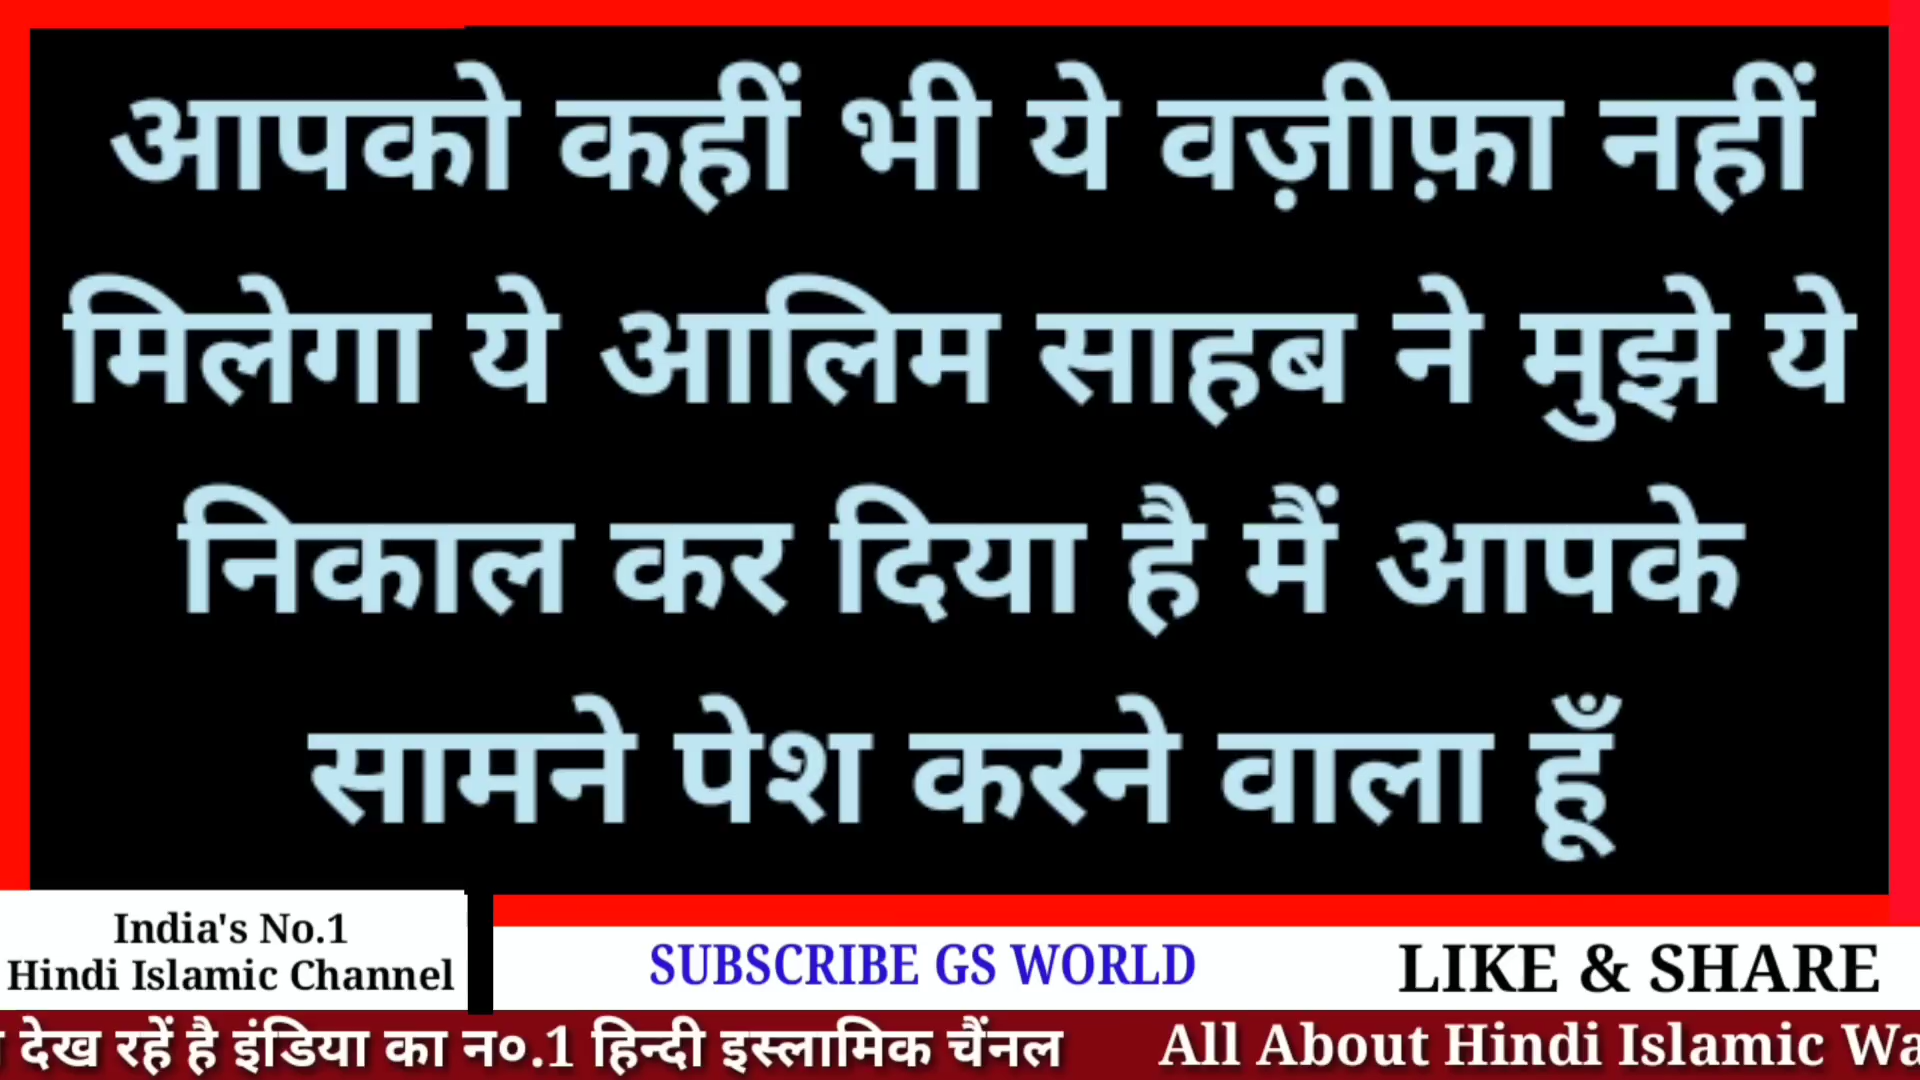 आपको कहीं भी ये वज़ीफ़ा नहीं
मिलेगा ये आलिम साहब ने मुझे ये
निकाल कर दिया है मैं आपके
सामने पेश करने वाला हूँ
India's No.1
Hindi Islamic Channel
SUBSCRIBE GS WORLD
LIKE & SHARE
देख रहें है इंडिया का न०.1 हिन्दी इस्लामिक चैंनल All About Hindi Islamic